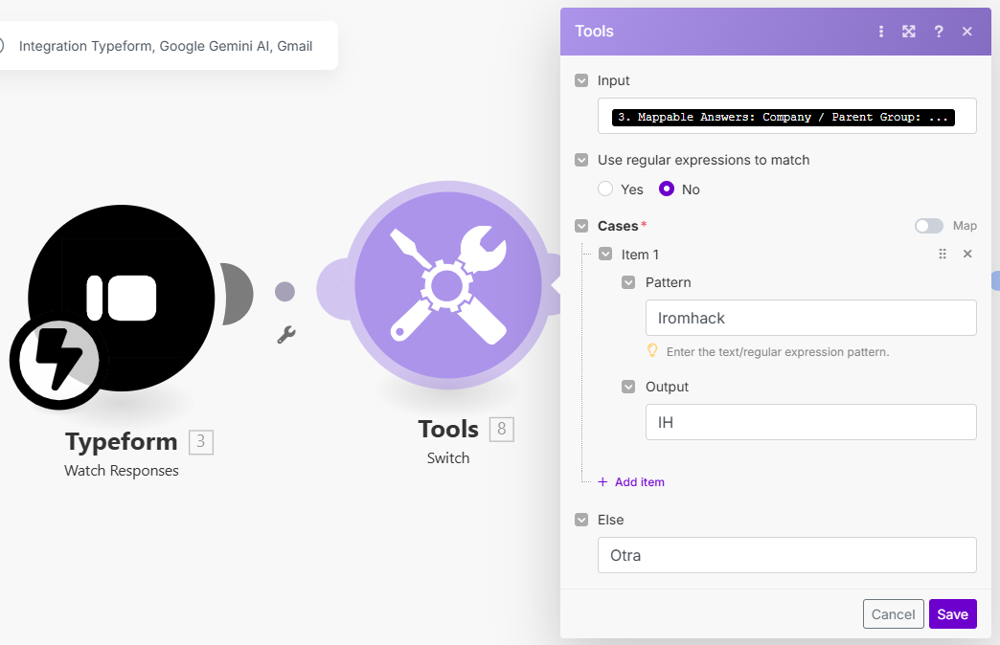 Integration Typeform, Google Gemini AI, Gmail
Typeform 3
Watch Responses
Tools 8
Switch
Tools
?
Input
3. Mappable Answers: Company / Parent Group: ...
Use regular expressions to match
Yes No
Cases* Map
Item 1
Pattern
Iromhack
Enter the text/regular expression pattern.
Output
IH
+ Add item
Else
Otra
Cancel Save